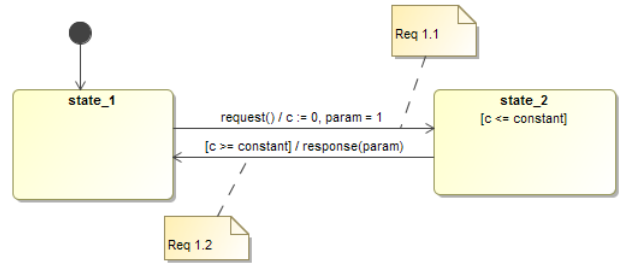 Req 1.1
state_1
state_2
request() / c := 0, param = 1
[c <= constant]
[c >= constant] / response(param)
Req 1.2